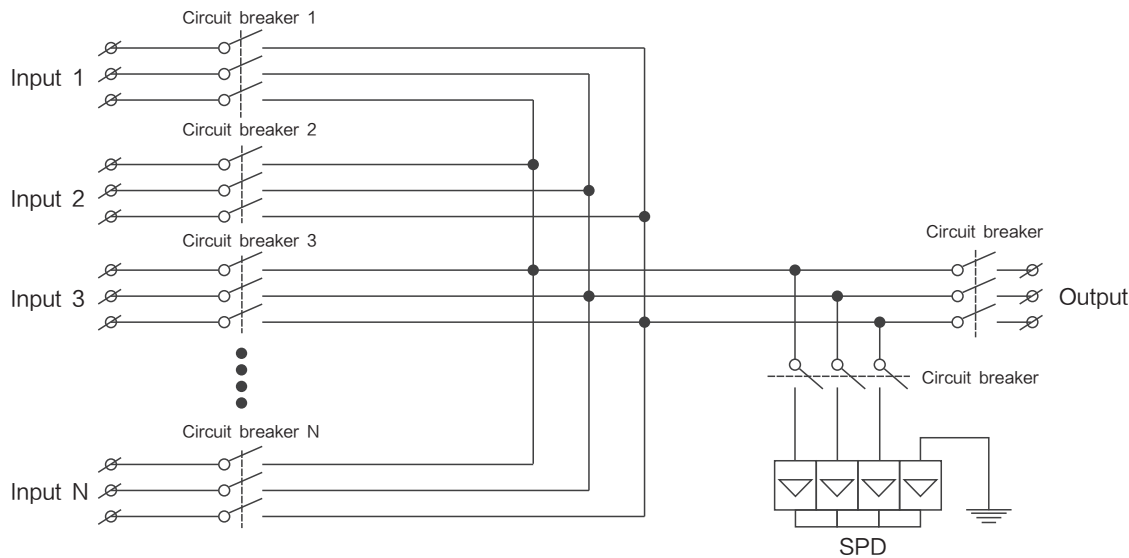 Circuit breaker 1
Input 1
Circuit breaker 2
Input 2
Circuit breaker 3
Input 3
Circuit breaker
Output
Circuit breaker
Circuit breaker N
Input N
SPD